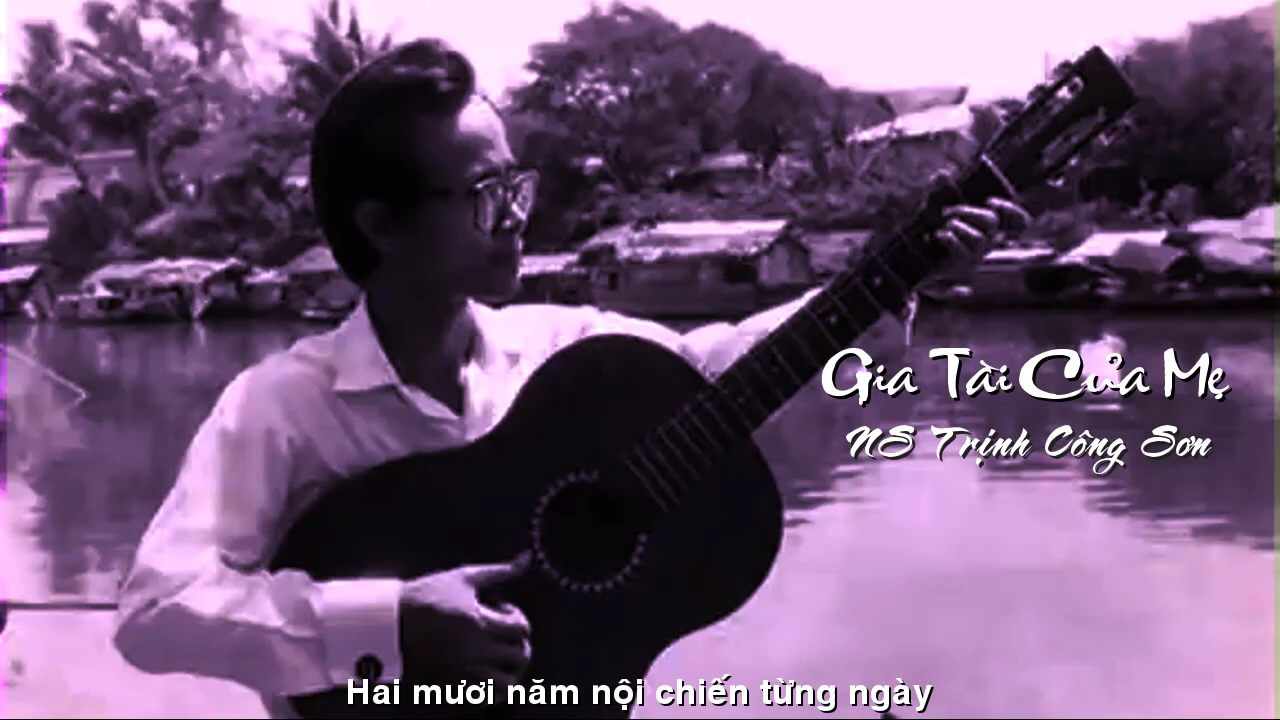 Gia Tài Của Mẹ
NS Trịnh Công Sơn
Hai mươi năm nội chiến từng ngày